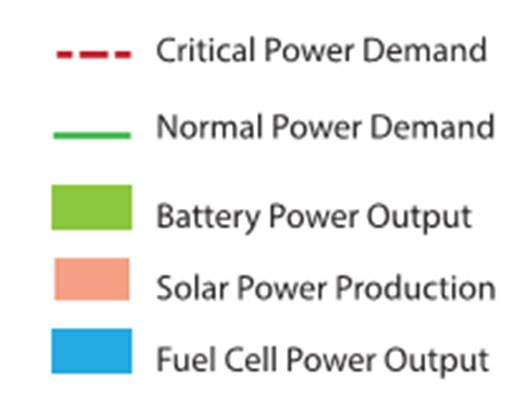 Critical Power Demand
Normal Power Demand
Battery Power Output
Solar Power Production
Fuel Cell Power Output